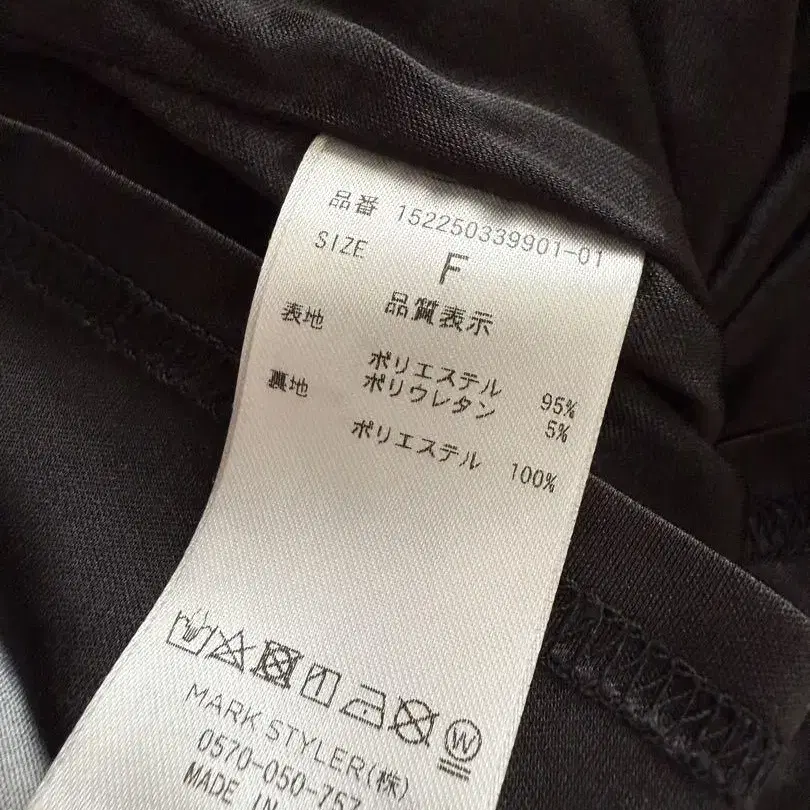 品番 152250339901-01
SIZE F
品質表示
表地 ポリエステル 95%
ポリウレタン 5%
裏地 ポリエステル 100%
MARK STYLER(株)
0570-050-757
MADE IN